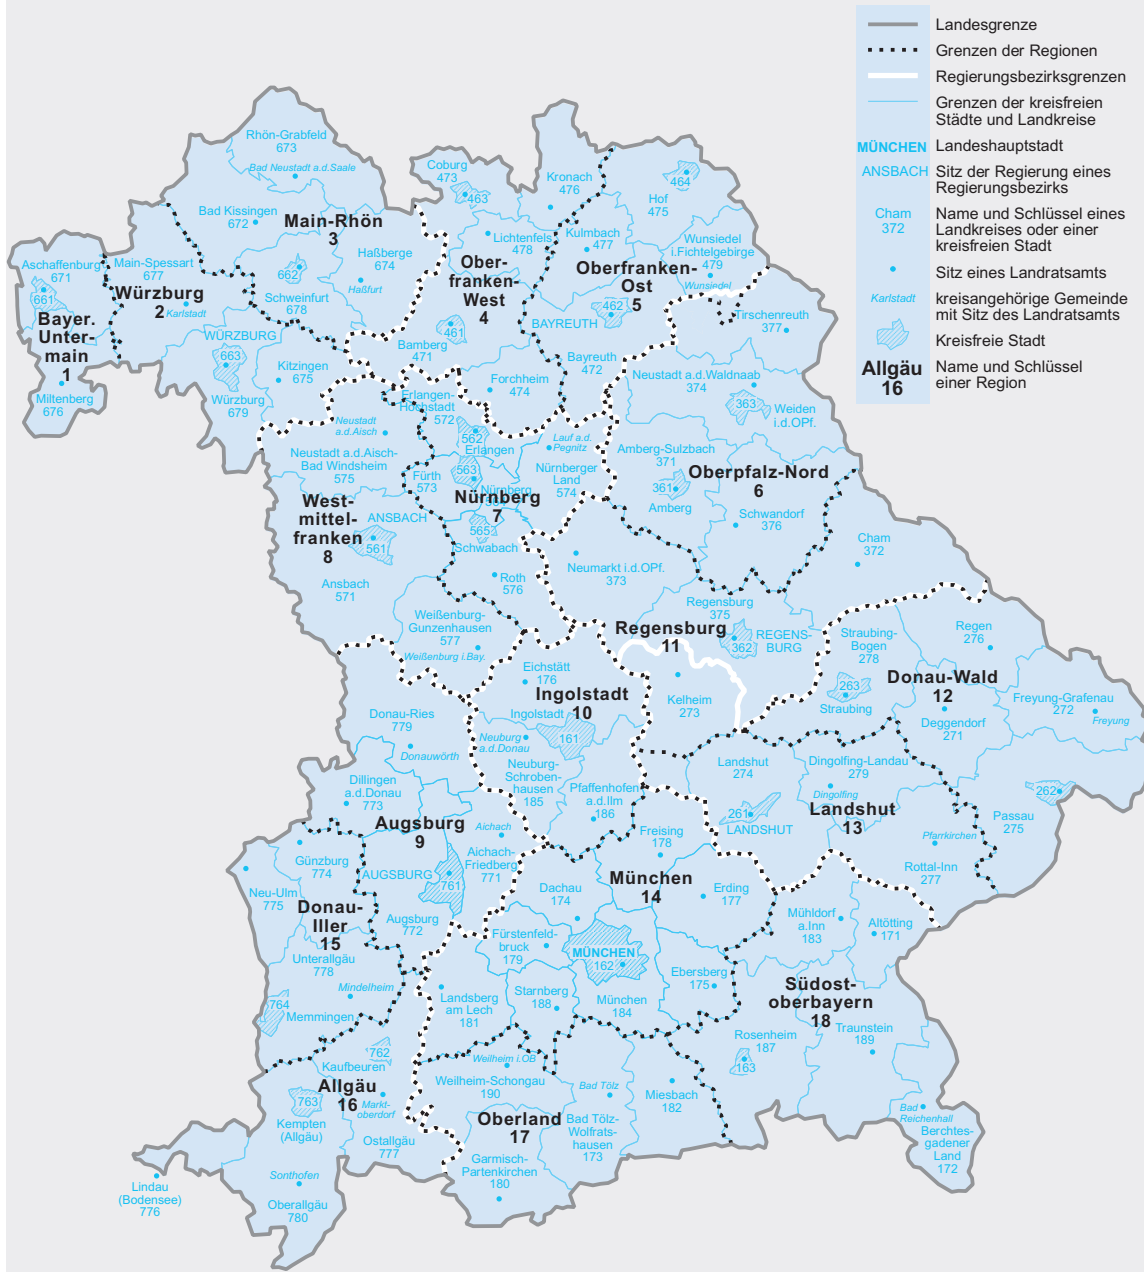 Landesgrenze
Grenzen der Regionen
Regierungsbezirksgrenzen
Grenzen der kreisfreien
Städte und Landkreise
MÜNCHEN Landeshauptstadt
ANSBACH Sitz der Regierung eines
Regierungsbezirks
Cham
372
Name und Schlüssel eines
Landkreises oder einer
kreisfreien Stadt
Sitz eines Landratsamts
Karlstadt
kreisangehörige Gemeinde
mit Sitz des Landratsamts
Kreisfreie Stadt
Allgäu
16
Name und Schlüssel
einer Region
Rhön-Grabfeld
673
Bad Neustadt a.d.Saale
Bad Kissingen
672
Main-Rhön
3
Haßberge
674
Haßfurt
662
Schweinfurt
678
Coburg
473
463
Kronach
476
Lichtenfels
478
Ober-
franken-
West
4
461
Bamberg
471
Forchheim
474
Hof
475
464
Kulmbach
477
Wunsiedel
i.Fichtelgebirge
479
Wunsiedel
Oberfranken-
Ost
5
462
BAYREUTH
Bayreuth
472
Aschaffenburg
671
661
Bayer.
Unter-
main
1
Miltenberg
676
Main-Spessart
677
Würzburg
2
Karlstadt
WÜRZBURG
663
Würzburg
679
Kitzingen
675
Tirschenreuth
377
Neustadt a.d.Waldnaab
374
363
Weiden
i.d.OPf.
Amberg-Sulzbach
371
361
Amberg
Oberpfalz-Nord
6
Schwandorf
376
Erlangen-
Höchstadt
572
562
Erlangen
Lauf a.d.
Pegnitz
Nürnberger
Land
574
Fürth
573
563
Nürnberg
Nürnberg
7
565
Schwabach
Roth
576
Neustadt
a.d.Aisch
Neustadt a.d.Aisch-
Bad Windsheim
575
West-
mittel-
franken
8
ANSBACH
561
Ansbach
571
Weißenburg-
Gunzenhausen
577
Weißenburg i.Bay.
Cham
372
Neumarkt i.d.OPf.
373
Regensburg
375
362
REGENS-
BURG
Regensburg
11
Kelheim
273
Straubing-
Bogen
278
263
Straubing
Regen
276
Donau-Wald
12
Deggendorf
271
Freyung-Grafenau
272
Freyung
262
Passau
275
Eichstätt
176
Ingolstadt
10
Ingolstadt
161
Neuburg
a.d.Donau
Neuburg-
Schroben-
hausen
185
Pfaffenhofen
a.d.Ilm
186
Landshut
274
261
LANDSHUT
Dingolfing-Landau
279
Dingolfing
Landshut
13
Pfarrkirchen
Rottal-Inn
277
Donau-Ries
779
Donauwörth
Dillingen
a.d.Donau
773
Augsburg
9
Aichach
Aichach-
Friedberg
771
AUGSBURG
761
Augsburg
772
Günzburg
774
Neu-Ulm
775
Donau-
Iller
15
Unterallgäu
778
Mindelheim
764
Memmingen
Freising
178
München
14
Erding
177
Dachau
174
Fürstenfeld-
bruck
179
MÜNCHEN
162
München
184
Ebersberg
175
Starnberg
188
Landsberg
am Lech
181
Mühldorf
a.Inn
183
Altötting
171
Südost-
oberbayern
18
Rosenheim
187
163
Traunstein
189
Bad
Reichenhall
Berchtes-
gadener
Land
172
762
Kaufbeuren
Allgäu
16
763
Kempten
(Allgäu)
Markt-
oberdorf
Ostallgäu
777
Sonthofen
Oberallgäu
780
Lindau
(Bodensee)
776
Weilheim i.OB
Weilheim-Schongau
190
Oberland
17
Garmisch-
Partenkirchen
180
Bad Tölz
Bad Tölz-
Wolfrats-
hausen
173
Miesbach
182